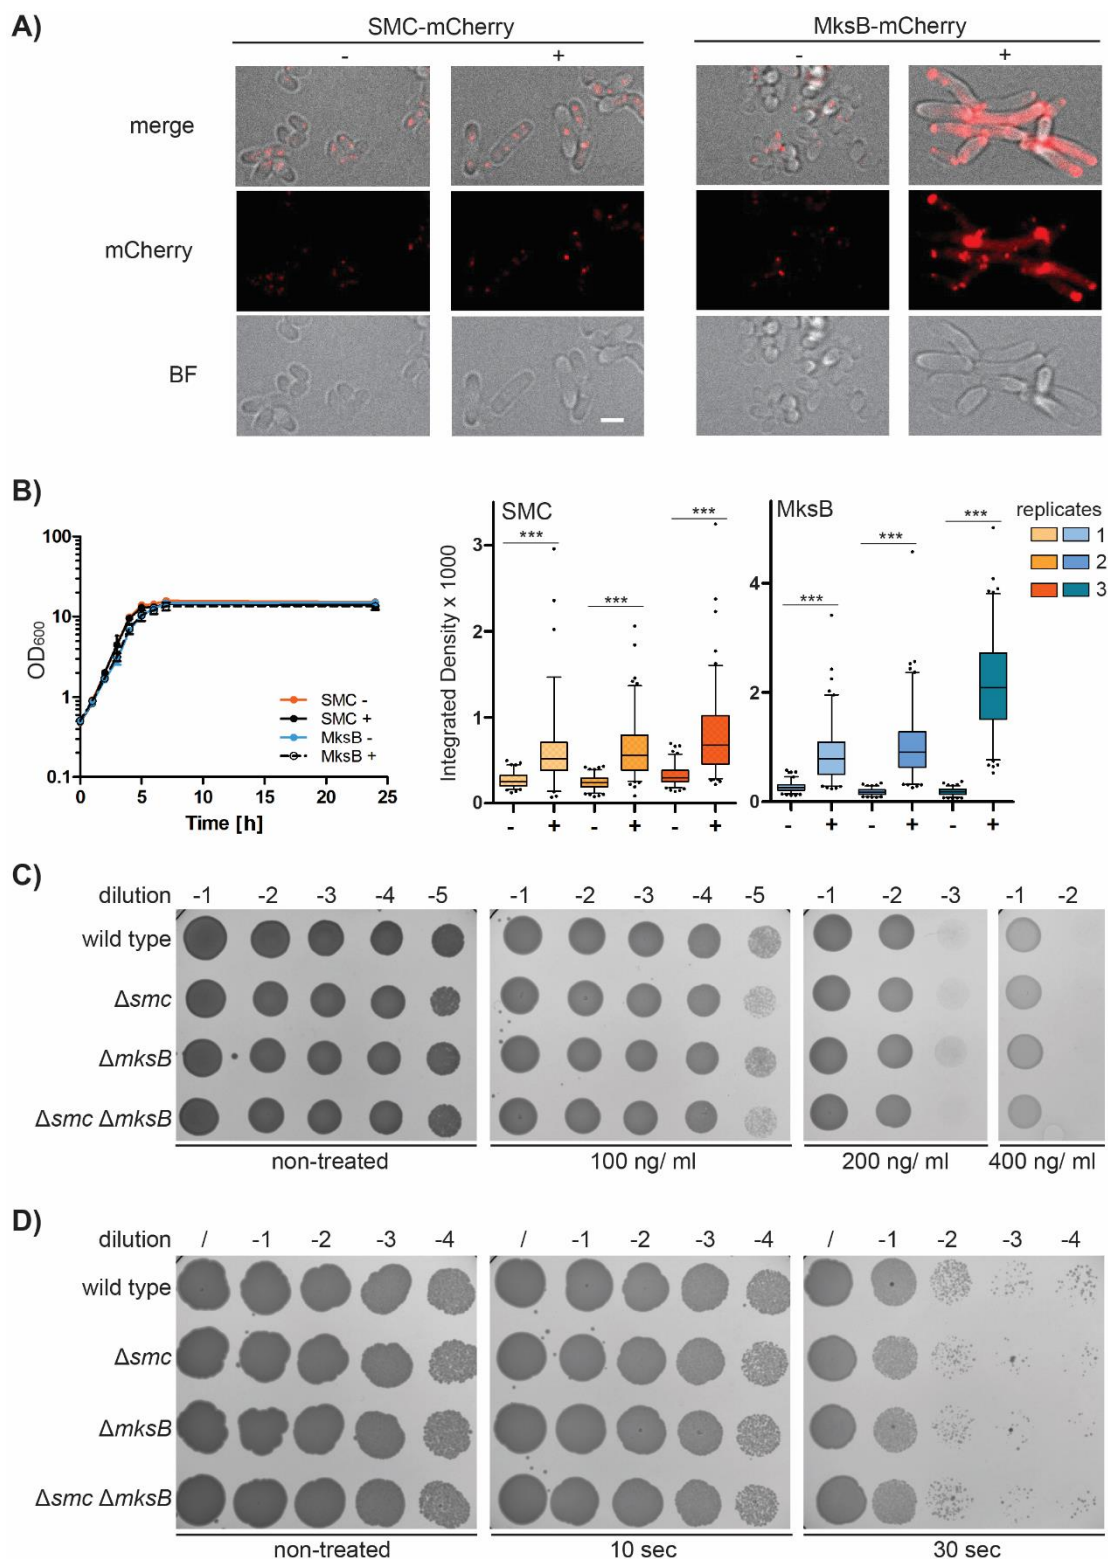 A)
SMC-mCherry MksB-mCherry
- + - +
merge
mCherry
BF
B)
OD600
100
10
1
0.1
0 5 10 15 20 25
Time [h]
SMC -
SMC +
MksB -
MksB +
Integrated Density x 1000
SMC
3
2
1
0
*** *** ***
- + - + - +
MksB
4
2
0
*** *** ***
- + - + - +
replicates
1
2
3
C)
dilution -1 -2 -3 -4 -5 -1 -2 -3 -4 -5 -1 -2 -3 -1 -2
wild type
Δsmc
ΔmksB
Δsmc ΔmksB
non-treated 100 ng/ ml 200 ng/ ml 400 ng/ ml
D)
dilution / -1 -2 -3 -4 / -1 -2 -3 -4 / -1 -2 -3 -4
wild type
Δsmc
ΔmksB
Δsmc ΔmksB
non-treated 10 sec 30 sec